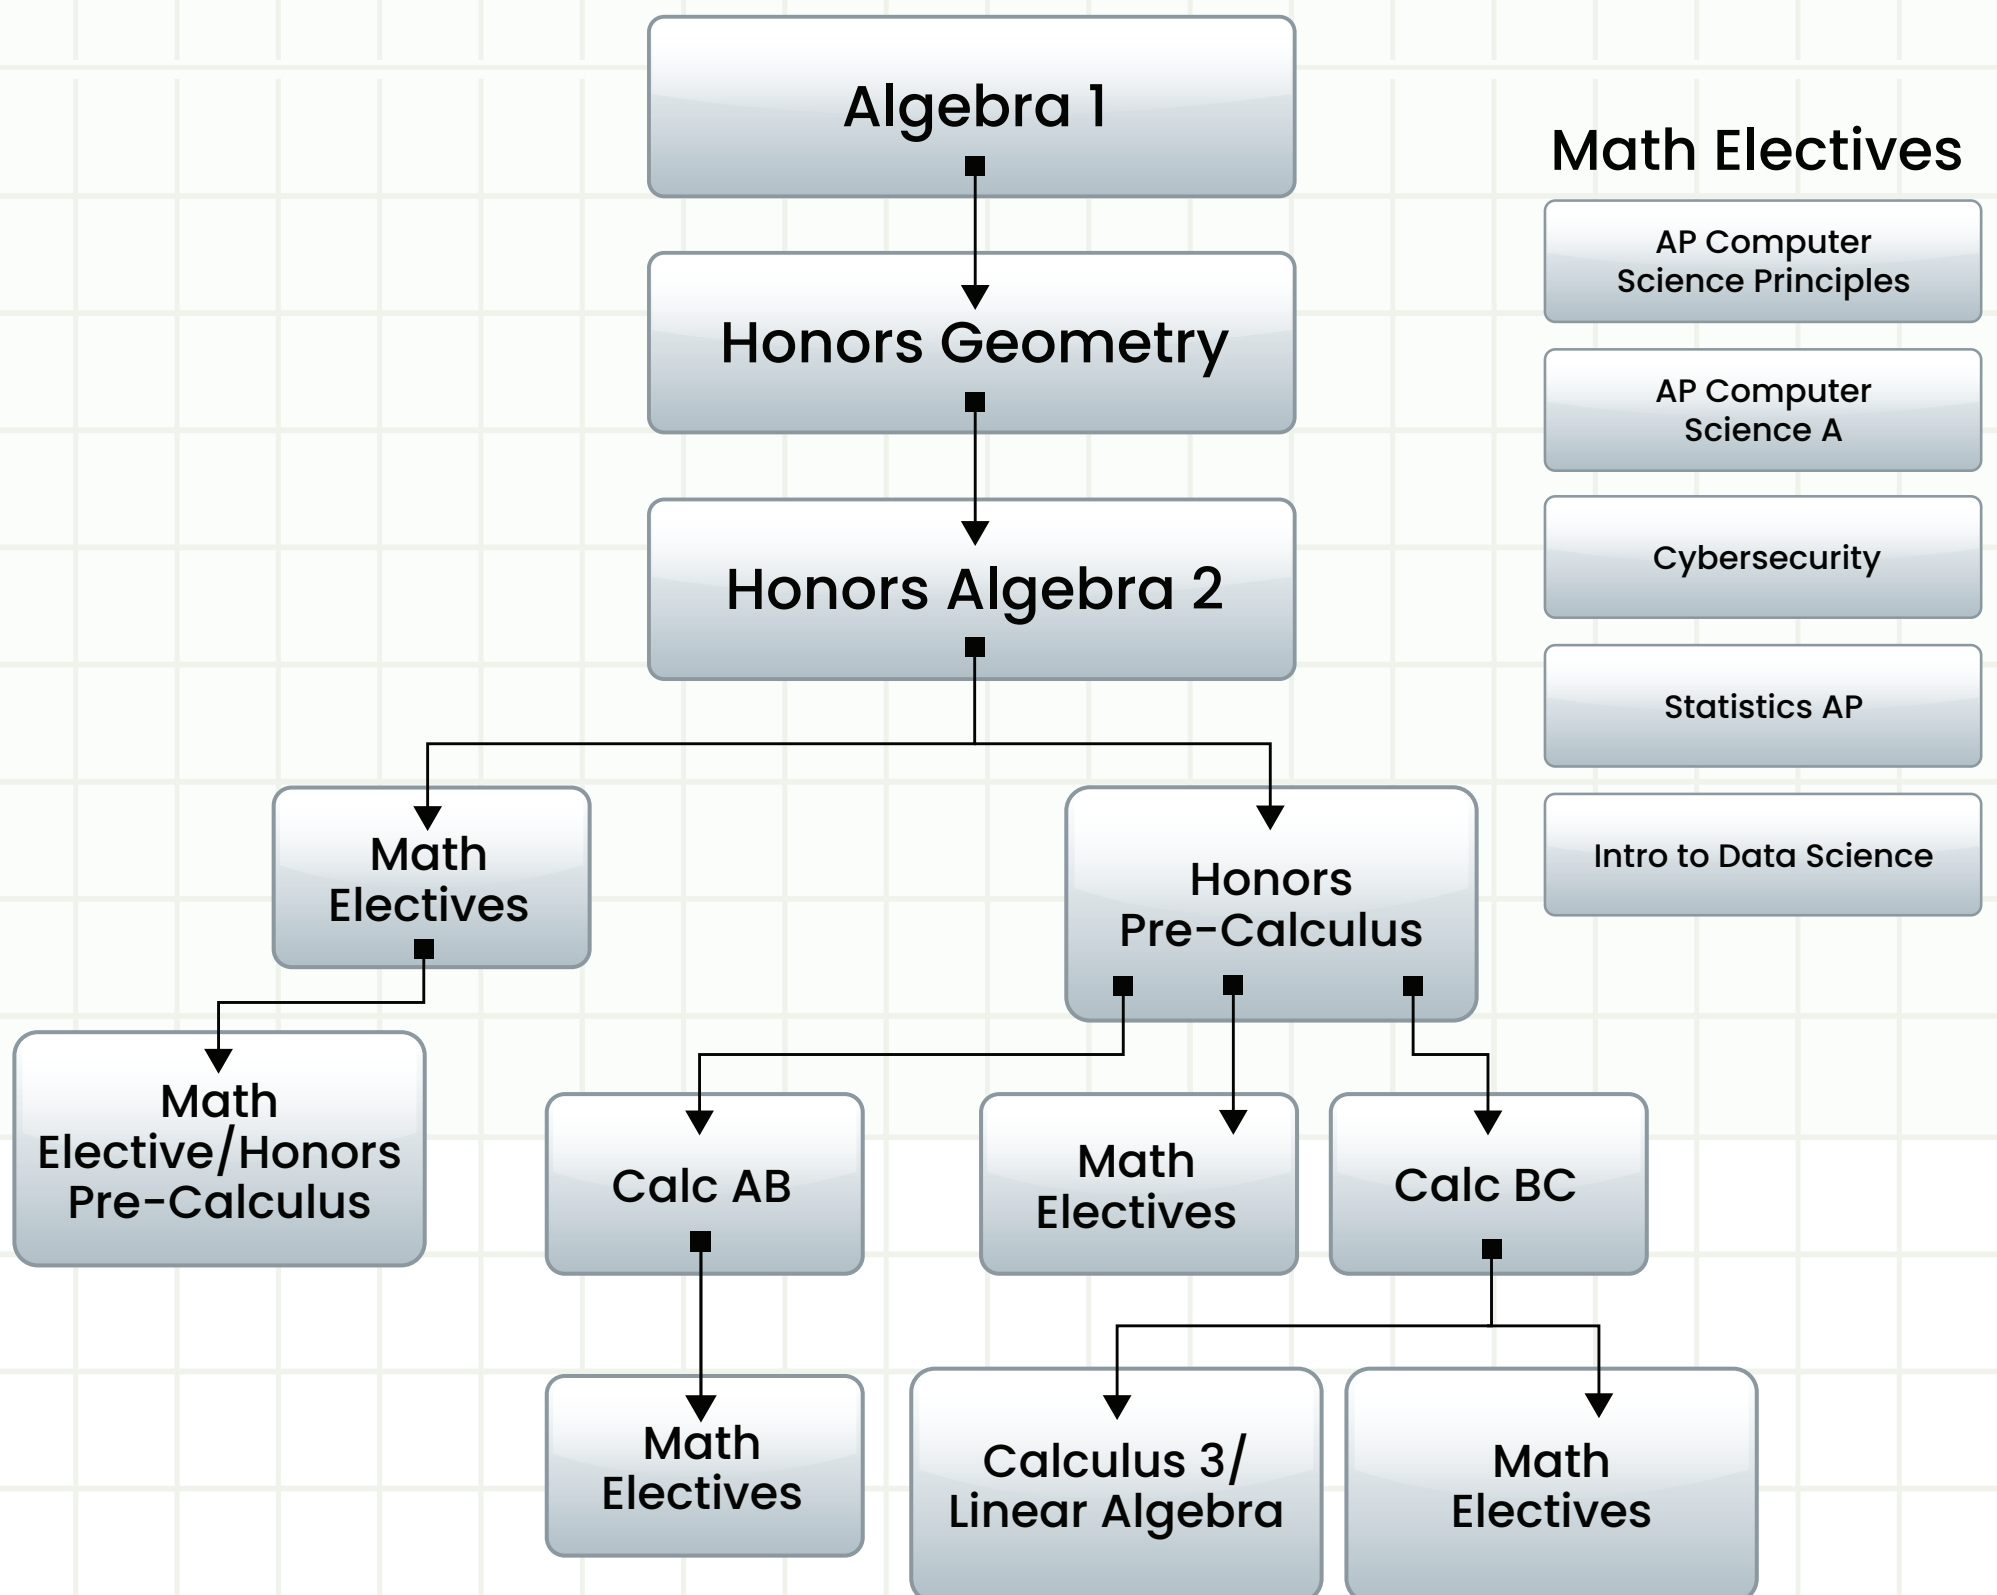 Algebra 1
Honors Geometry
Honors Algebra 2
Math
Electives
Honors
Pre-Calculus
Math
Elective/Honors
Pre-Calculus
Calc AB
Math
Electives
Calc BC
Math
Electives
Calculus 3/
Linear Algebra
Math
Electives
Math Electives
AP Computer
Science Principles
AP Computer
Science A
Cybersecurity
Statistics AP
Intro to Data Science